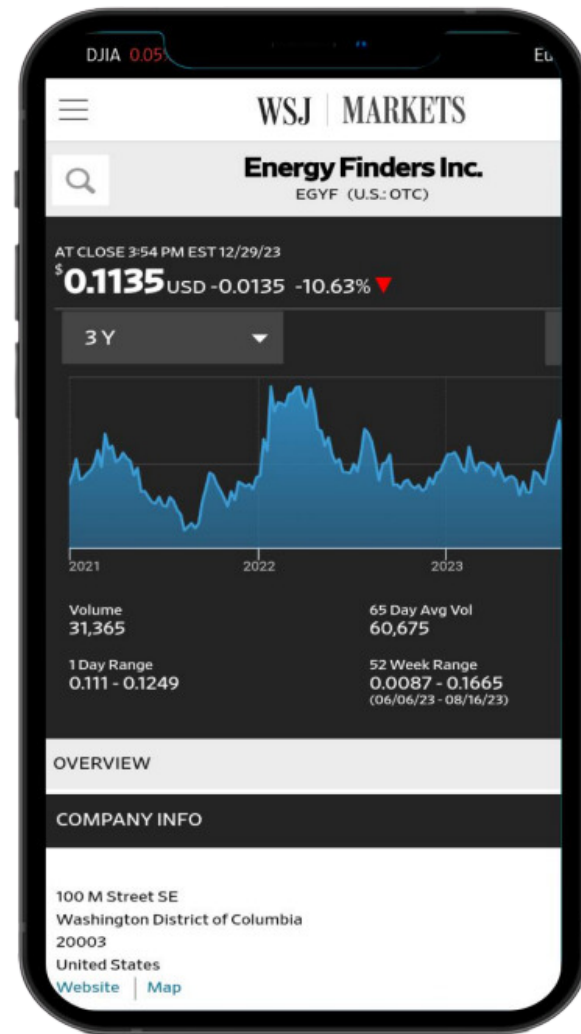 DJIA 0.05
WSJ | MARKETS
Energy Finders Inc.
EGYF (U.S.: OTC)
AT CLOSE 3:54 PM EST 12/29/23
$0.1135 USD -0.0135 -10.63% ▼
3 Y
2021 2022 2023
Volume 65 Day Avg Vol
31,365 60,675
1 Day Range 52 Week Range
0.111 - 0.1249 0.0087 - 0.1665
(06/06/23 - 08/16/23)
OVERVIEW
COMPANY INFO
100 M Street SE
Washington District of Columbia
20003
United States
Website | Map